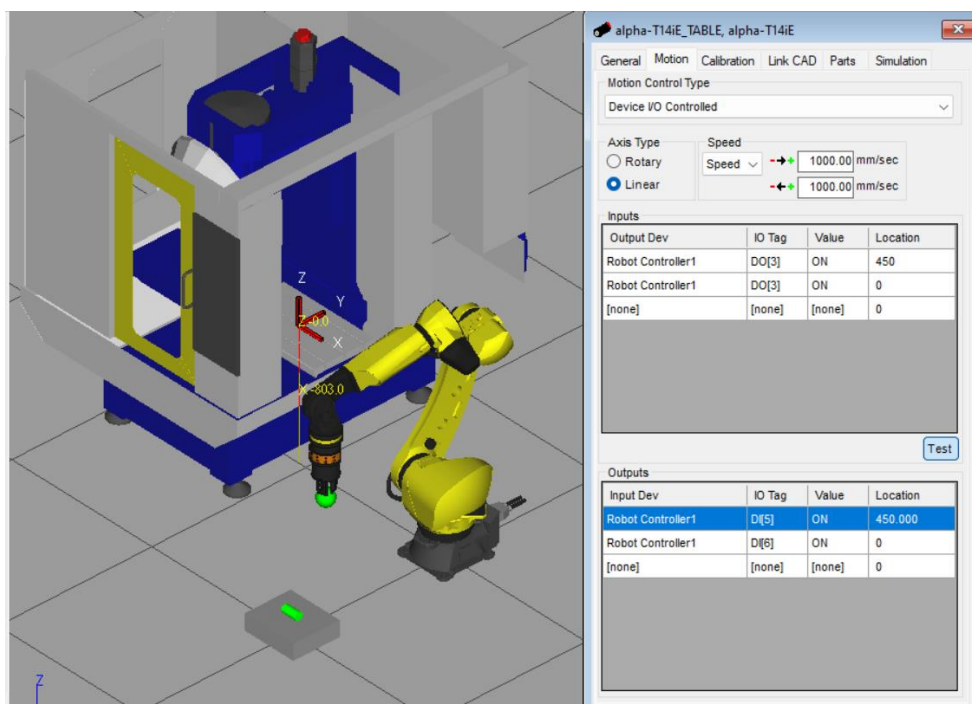 alpha-T14iE_TABLE, alpha-T14iE
General Motion Calibration Link CAD Parts Simulation
Motion Control Type
Device I/O Controlled
Axis Type
Rotary
Linear
Speed
Speed 1000.00 mm/sec
1000.00 mm/sec
Inputs
Output Dev IO Tag Value Location
Robot Controller1 DO[3] ON 450
Robot Controller1 DO[3] ON 0
[none] [none] [none] 0
Test
Outputs
Input Dev IO Tag Value Location
Robot Controller1 DI[5] ON 450.000
Robot Controller1 DI[6] ON 0
[none] [none] [none] 0
Z
Y
Z -0.0
X
X -803.0
Z